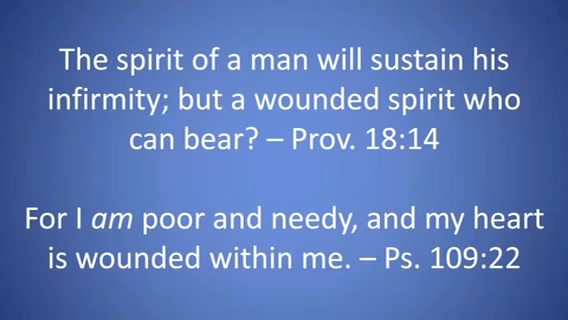 The spirit of a man will sustain his
infirmity; but a wounded spirit who
can bear? – Prov. 18:14
For I am poor and needy, and my heart
is wounded within me. – Ps. 109:22